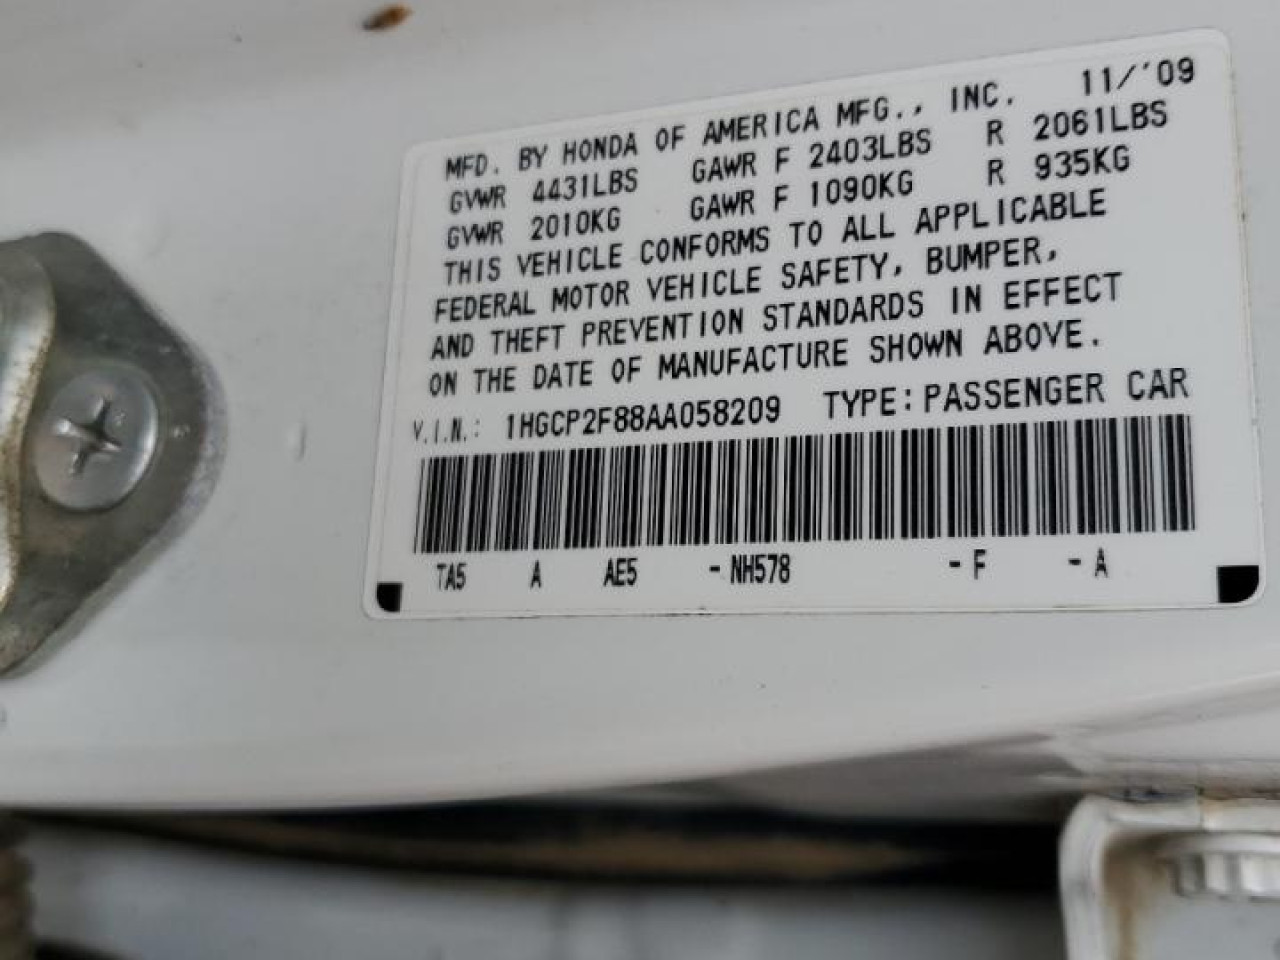 MFD. BY HONDA OF AMERICA MFG., INC. 11/'09
GVWR 4431LBS GAWR F 2403LBS R 2061LBS
GVWR 2010KG GAWR F 1090KG R 935KG
THIS VEHICLE CONFORMS TO ALL APPLICABLE
FEDERAL MOTOR VEHICLE SAFETY, BUMPER,
AND THEFT PREVENTION STANDARDS IN EFFECT
ON THE DATE OF MANUFACTURE SHOWN ABOVE.
V.I.N.: 1HGCP2F88AA058209 TYPE: PASSENGER CAR
TA5 A AE5 -NH578 -F -A